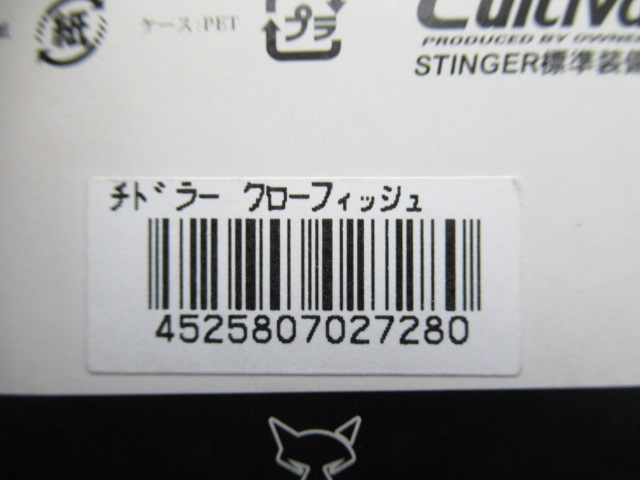 紙
ケース:PET
プラ
Cultiva
PRODUCED BY OWNER
STINGER標準装備
チドラー クローフィッシュ
4525807027280